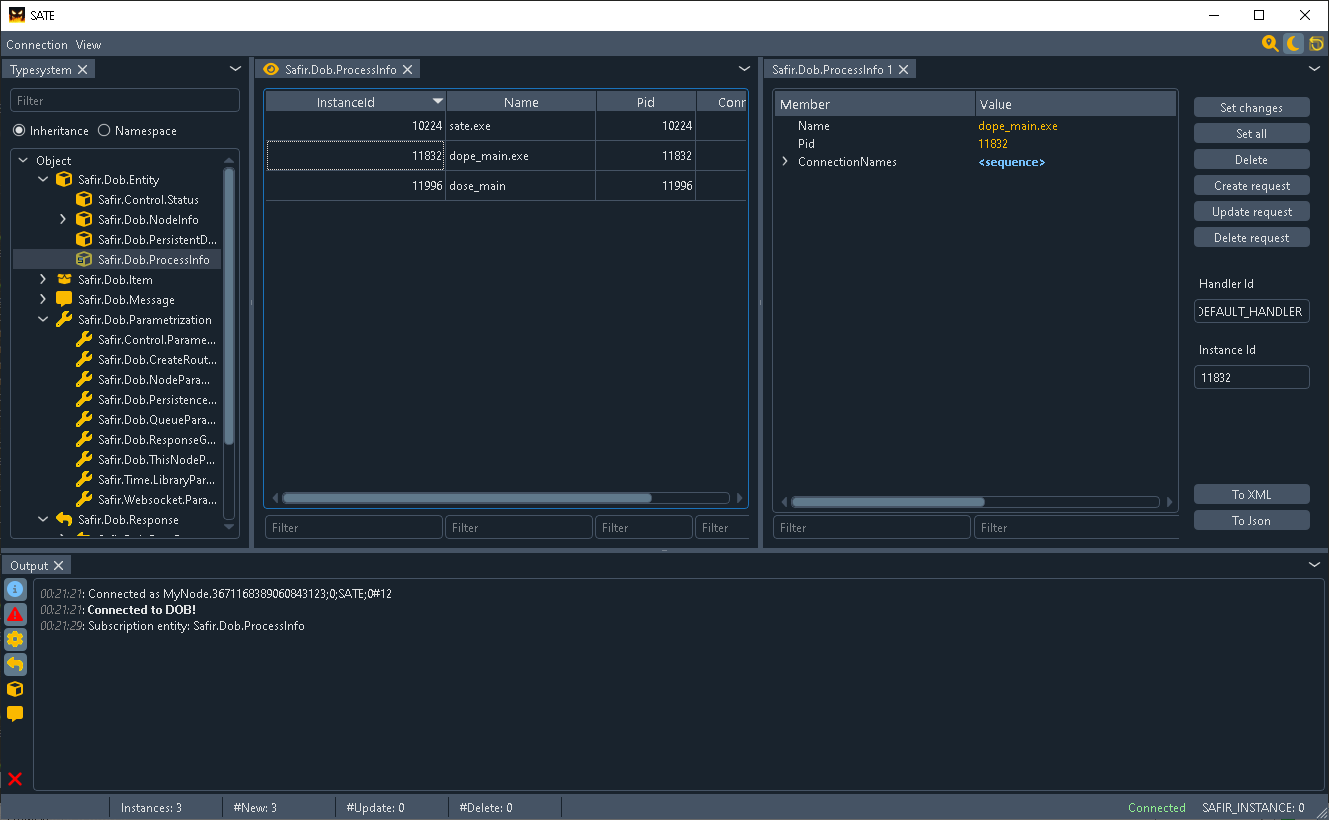 SATE
Connection View
Typesystem
Filter
Inheritance Namespace
Object
Safir.Dob.Entity
Safir.Control.Status
Safir.Dob.NodeInfo
Safir.Dob.PersistentD...
Safir.Dob.ProcessInfo
Safir.Dob.Item
Safir.Dob.Message
Safir.Dob.Parametrization
Safir.Control.Parame...
Safir.Dob.CreateRout...
Safir.Dob.NodePara...
Safir.Dob.Persistence...
Safir.Dob.QueuePara...
Safir.Dob.ResponseG...
Safir.Dob.ThisNodeP...
Safir.Time.LibraryPar...
Safir.Websocket.Para...
Safir.Dob.Response
Safir.Dob.ProcessInfo
InstanceId Name Pid Conn
10224 sate.exe 10224
11832 dope_main.exe 11832
11996 dose_main 11996
Filter Filter Filter Filter
Safir.Dob.ProcessInfo 1
Member Value
Name dope_main.exe
Pid 11832
ConnectionNames <sequence>
Filter Filter
Set changes
Set all
Delete
Create request
Update request
Delete request
Handler Id
DEFAULT_HANDLER
Instance Id
11832
To XML
To Json
Output
00:21:21: Connected as MyNode.3671168389060843123;0;SATE;0#12
00:21:21: Connected to DOB!
00:21:29: Subscription entity: Safir.Dob.ProcessInfo
Instances: 3 #New: 3 #Update: 0 #Delete: 0 Connected SAFIR_INSTANCE: 0